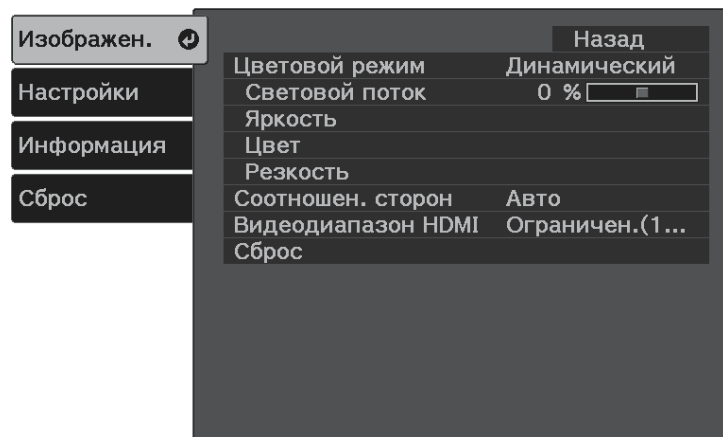 Изображен.
Настройки
Информация
Сброс
Назад
Цветовой режим Динамический
Световой поток 0 %
Яркость
Цвет
Резкость
Соотношен. сторон Авто
Видеодиапазон HDMI Ограничен.(1...
Сброс